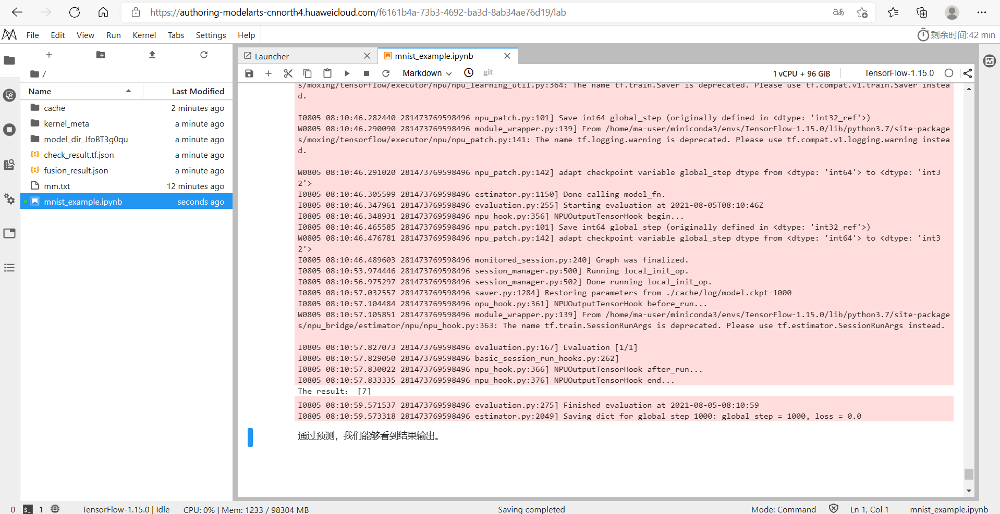 https://authoring-modelarts-cnnorth4.huaweicloud.com/f6161b4a-73b3-4692-ba3d-8ab34ae76d19/lab
aあ
File Edit View Run Kernel Tabs Settings Help
剩余时间:42 min
Launcher
mnist_example.ipynb
/
Markdown
git
1 vCPU + 96 GiB
TensorFlow-1.15.0
Name
Last Modified
cache 2 minutes ago
kernel_meta a minute ago
model_dir_JfoBT3g0qu a minute ago
check_result.tf.json a minute ago
fusion_result.json a minute ago
mm.txt 12 minutes ago
mnist_example.ipynb seconds ago
s/moxing/tensorflow/executor/npu/npu_learning_util.py:364: The name tf.train.Saver is deprecated. Please use tf.compat.v1.train.Saver instea
d.
I0805 08:10:46.282440 281473769598496 npu_patch.py:101] Save int64 global_step (originally defined in <dtype: 'int32_ref'>)
W0805 08:10:46.290090 281473769598496 module_wrapper.py:139] From /home/ma-user/miniconda3/envs/TensorFlow-1.15.0/lib/python3.7/site-package
s/moxing/tensorflow/executor/npu/npu_patch.py:141: The name tf.logging.warning is deprecated. Please use tf.compat.v1.logging.warning instea
d.
W0805 08:10:46.291020 281473769598496 npu_patch.py:142] adapt checkpoint variable global_step dtype from <dtype: 'int64'> to <dtype: 'int3
2'>
I0805 08:10:46.305599 281473769598496 estimator.py:1150] Done calling model_fn.
I0805 08:10:46.347961 281473769598496 evaluation.py:255] Starting evaluation at 2021-08-05T08:10:46Z
I0805 08:10:46.348931 281473769598496 npu_hook.py:356] NPUOutputTensorHook begin...
I0805 08:10:46.465585 281473769598496 npu_patch.py:101] Save int64 global_step (originally defined in <dtype: 'int32_ref'>)
W0805 08:10:46.476781 281473769598496 npu_patch.py:142] adapt checkpoint variable global_step dtype from <dtype: 'int64'> to <dtype: 'int3
2'>
I0805 08:10:46.489603 281473769598496 monitored_session.py:240] Graph was finalized.
I0805 08:10:53.974446 281473769598496 session_manager.py:500] Running local_init_op.
I0805 08:10:56.975297 281473769598496 session_manager.py:502] Done running local_init_op.
I0805 08:10:57.032557 281473769598496 saver.py:1284] Restoring parameters from ./cache/log/model.ckpt-1000
I0805 08:10:57.104484 281473769598496 npu_hook.py:361] NPUOutputTensorHook before_run...
W0805 08:10:57.105851 281473769598496 module_wrapper.py:139] From /home/ma-user/miniconda3/envs/TensorFlow-1.15.0/lib/python3.7/site-package
s/npu_bridge/estimator/npu/npu_hook.py:363: The name tf.train.SessionRunArgs is deprecated. Please use tf.estimator.SessionRunArgs instead.
I0805 08:10:57.827073 281473769598496 evaluation.py:167] Evaluation [1/1]
I0805 08:10:57.829050 281473769598496 basic_session_run_hooks.py:262]
I0805 08:10:57.830022 281473769598496 npu_hook.py:366] NPUOutputTensorHook after_run...
I0805 08:10:57.833335 281473769598496 npu_hook.py:376] NPUOutputTensorHook end...
The result: [7]
I0805 08:10:59.571537 281473769598496 evaluation.py:275] Finished evaluation at 2021-08-05-08:10:59
I0805 08:10:59.573318 281473769598496 estimator.py:2049] Saving dict for global step 1000: global_step = 1000, loss = 0.0
通过预测，我们能够看到结果输出。
0 $_ 1 TensorFlow-1.15.0 | Idle CPU: 0% | Mem: 1233 / 98304 MB Saving completed Mode: Command Ln 1, Col 1 mnist_example.ipynb